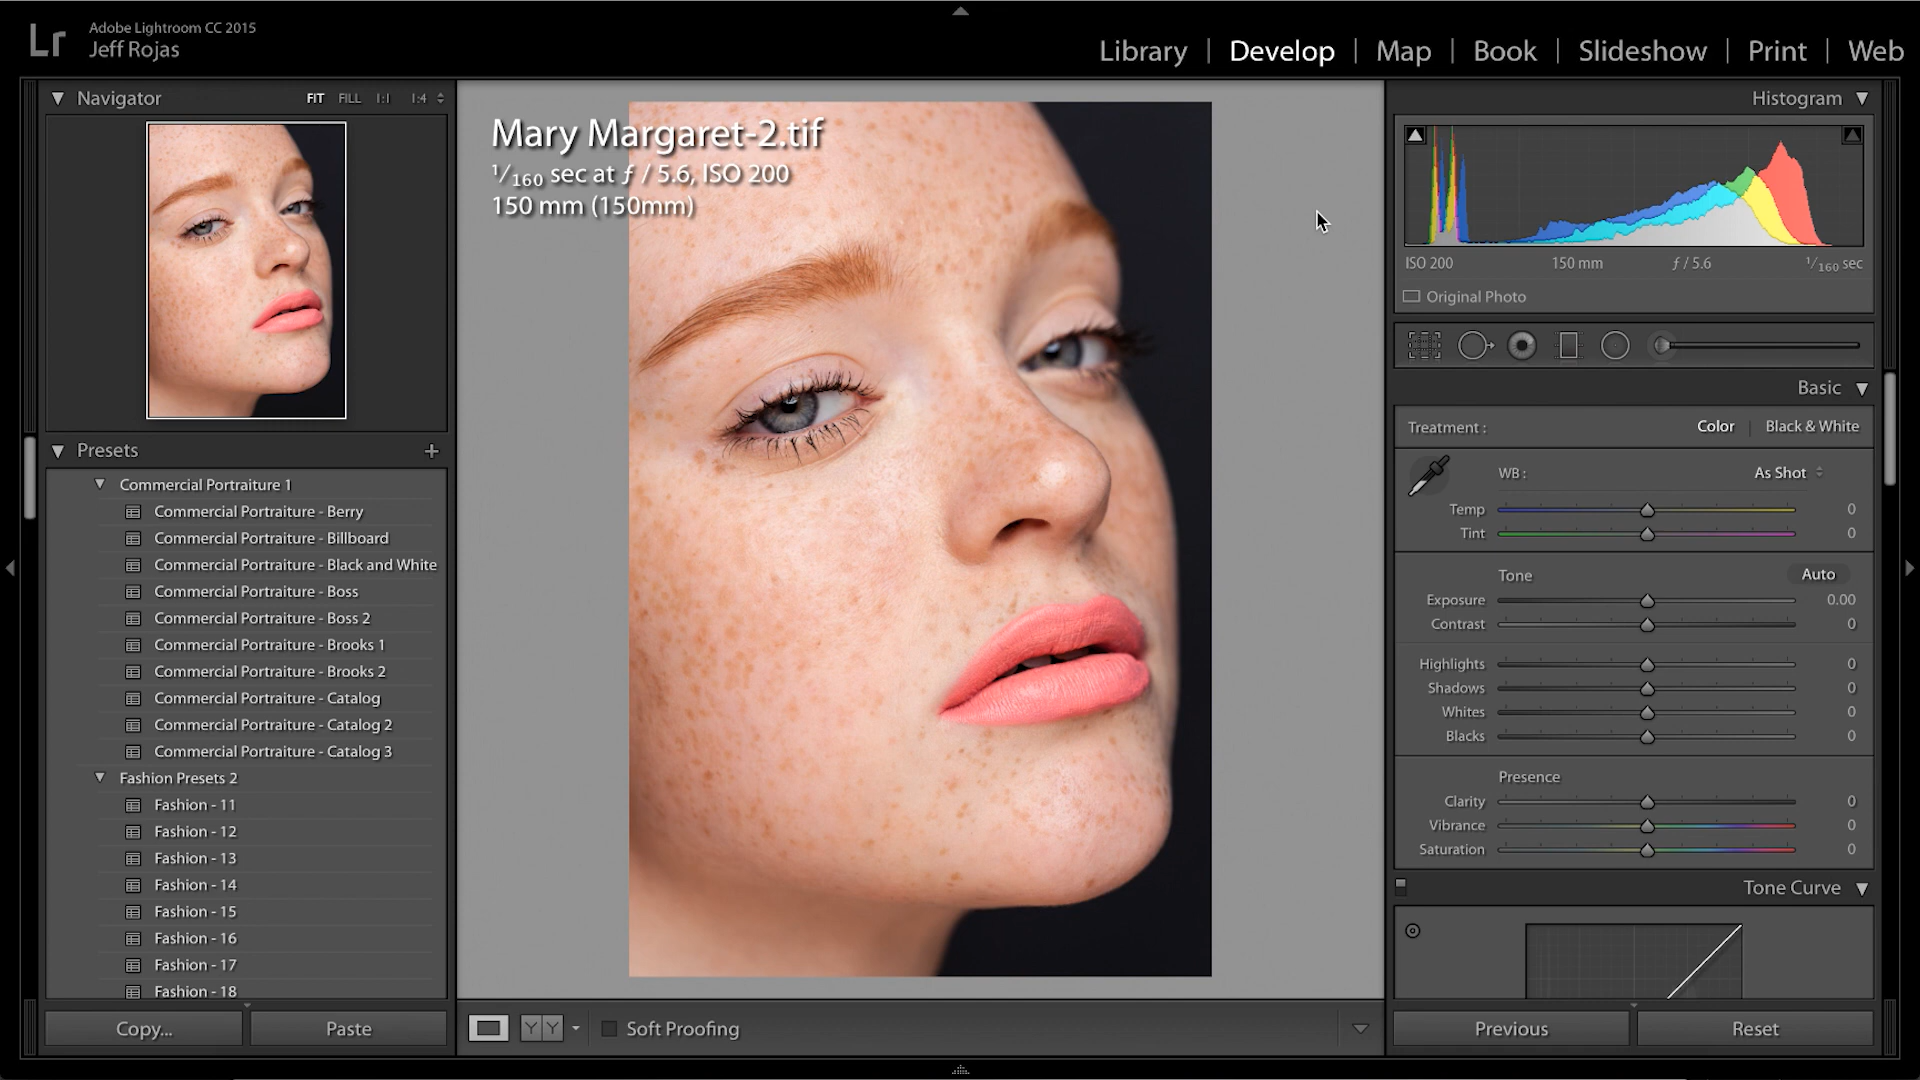 Lr
Adobe Lightroom CC 2015
Jeff Rojas
Library | Develop | Map | Book | Slideshow | Print | Web
Navigator FIT FILL 1:1 1:4
Presets +
Commercial Portraiture 1
Commercial Portraiture - Berry
Commercial Portraiture - Billboard
Commercial Portraiture - Black and White
Commercial Portraiture - Boss
Commercial Portraiture - Boss 2
Commercial Portraiture - Brooks 1
Commercial Portraiture - Brooks 2
Commercial Portraiture - Catalog
Commercial Portraiture - Catalog 2
Commercial Portraiture - Catalog 3
Fashion Presets 2
Fashion - 11
Fashion - 12
Fashion - 13
Fashion - 14
Fashion - 15
Fashion - 16
Fashion - 17
Fashion - 18
Copy... Paste
Mary Margaret-2.tif
1/160 sec at ƒ / 5.6, ISO 200
150 mm (150mm)
YY Soft Proofing
Histogram
ISO 200 150 mm ƒ / 5.6 1/160 sec
Original Photo
Basic
Treatment : Color | Black & White
WB : As Shot
Temp 0
Tint 0
Tone Auto
Exposure 0.00
Contrast 0
Highlights 0
Shadows 0
Whites 0
Blacks 0
Presence
Clarity 0
Vibrance 0
Saturation 0
Tone Curve
Previous Reset